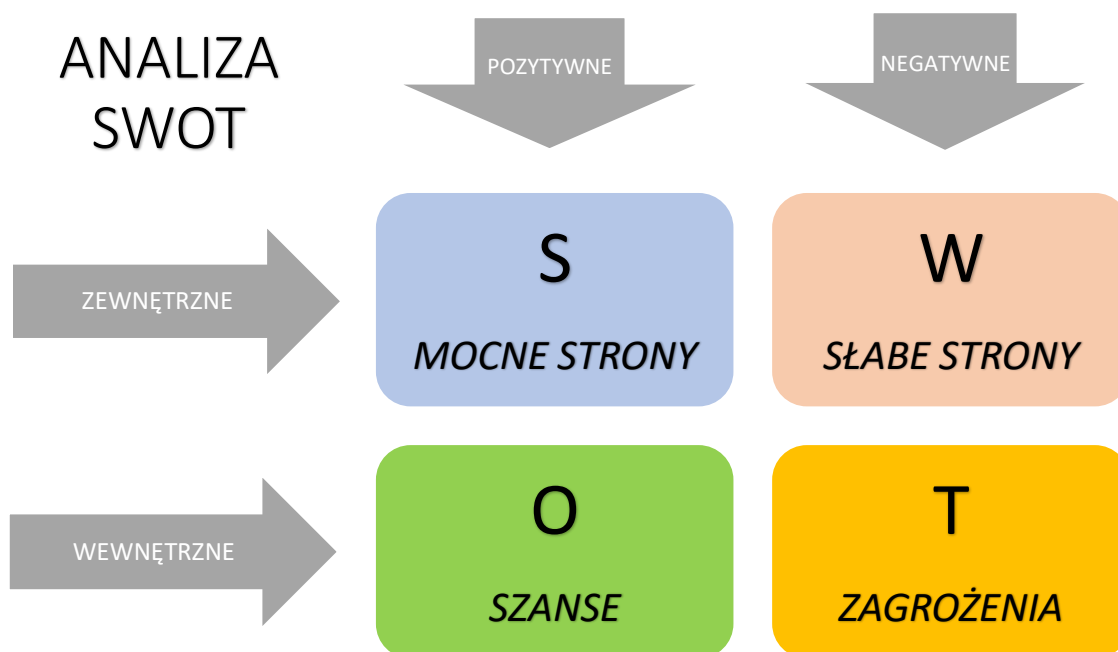 ANALIZA
SWOT
POZYTYWNE
NEGATYWNE
ZEWNĘTRZNE
S
MOCNE STRONY
W
SŁABE STRONY
WEWNĘTRZNE
O
SZANSE
T
ZAGROŻENIA